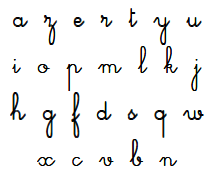 a z e r t y u
i o p m l k j
h g f d s q w
x c v b n